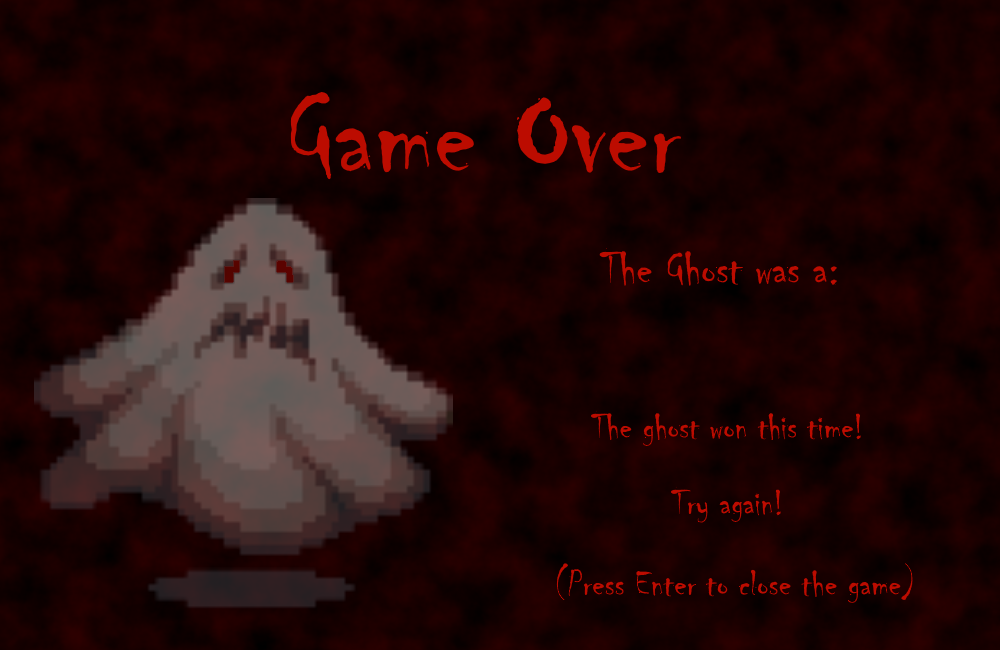 Game Over
The Ghost was a:
The ghost won this time!
Try again!
(Press Enter to close the game)